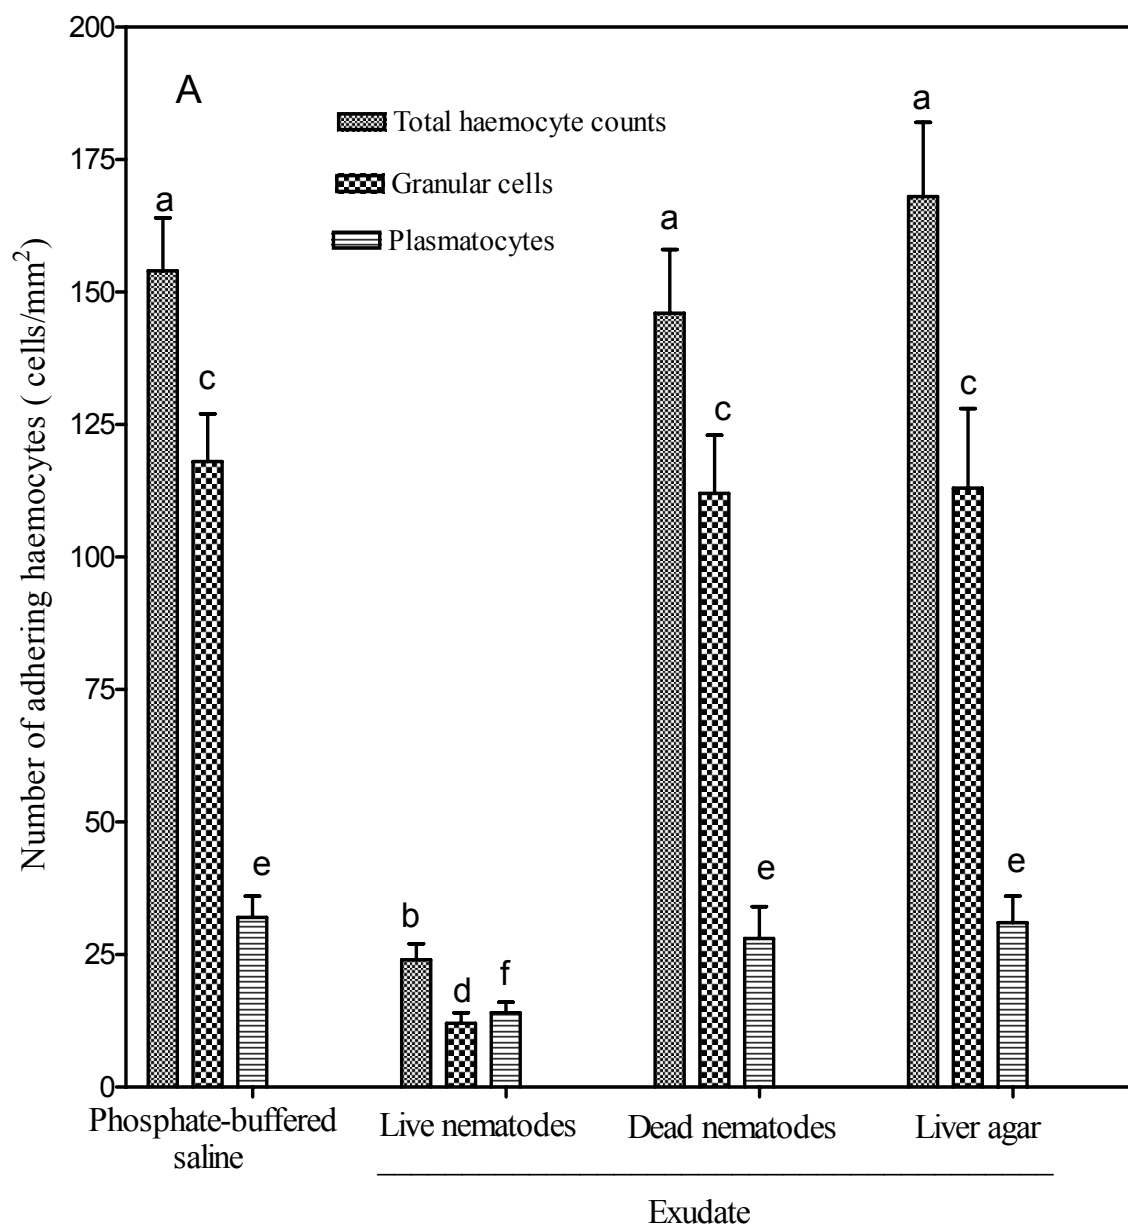 200
A
a
Total haemocyte counts
175
Granular cells
a
a
Plasmatocytes
150
c
c
c
125
Number of adhering haemocytes ( cells/mm²)
100
75
50
e
e
e
b
25
d
f
0
Phosphate-buffered
saline
Live nematodes
Dead nematodes
Liver agar
Exudate